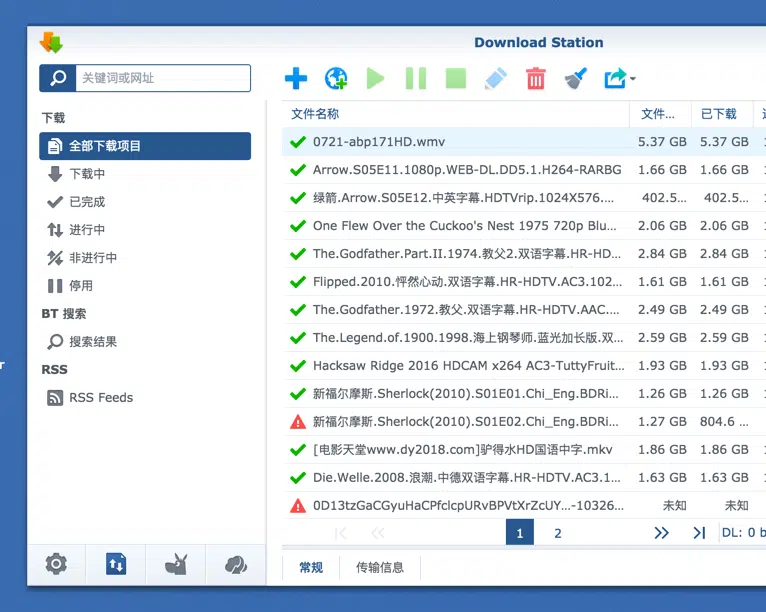 Download Station
关键词或网址
下载
全部下载项目
下载中
已完成
进行中
非进行中
停用
BT 搜索
搜索结果
RSS
RSS Feeds
文件名称 文件... 已下载
0721-abp171HD.wmv 5.37 GB 5.37 GB
Arrow.S05E11.1080p.WEB-DL.DD5.1.H264-RARBG 1.66 GB 1.66 GB
绿箭.Arrow.S05E12.中英字幕.HDTVrip.1024X576.... 402.5... 402.5...
One Flew Over the Cuckoo's Nest 1975 720p Blu... 2.06 GB 2.06 GB
The.Godfather.Part.II.1974.教父2.双语字幕.HR-HD... 2.84 GB 2.84 GB
Flipped.2010.怦然心动.双语字幕.HR-HDTV.AC3.102... 1.61 GB 1.61 GB
The.Godfather.1972.教父.双语字幕.HR-HDTV.AAC.... 2.49 GB 2.49 GB
The.Legend.of.1900.1998.海上钢琴师.蓝光加长版.双... 2.59 GB 2.59 GB
Hacksaw Ridge 2016 HDCAM x264 AC3-TuttyFruit... 1.93 GB 1.93 GB
新福尔摩斯.Sherlock(2010).S01E01.Chi_Eng.BDRi... 1.26 GB 1.26 GB
新福尔摩斯.Sherlock(2010).S01E02.Chi_Eng.BDRi... 1.27 GB 804.6 ...
[电影天堂www.dy2018.com]驴得水HD国语中字.mkv 1.86 GB 1.86 GB
Die.Welle.2008.浪潮.中德双语字幕.HR-HDTV.AC3.1... 1.63 GB 1.63 GB
0D13tzGaCGyuHaCPfclcpURvBPVtXrZcUY...-10326... 未知 未知
1 2 DL: 0 b
常规 传输信息